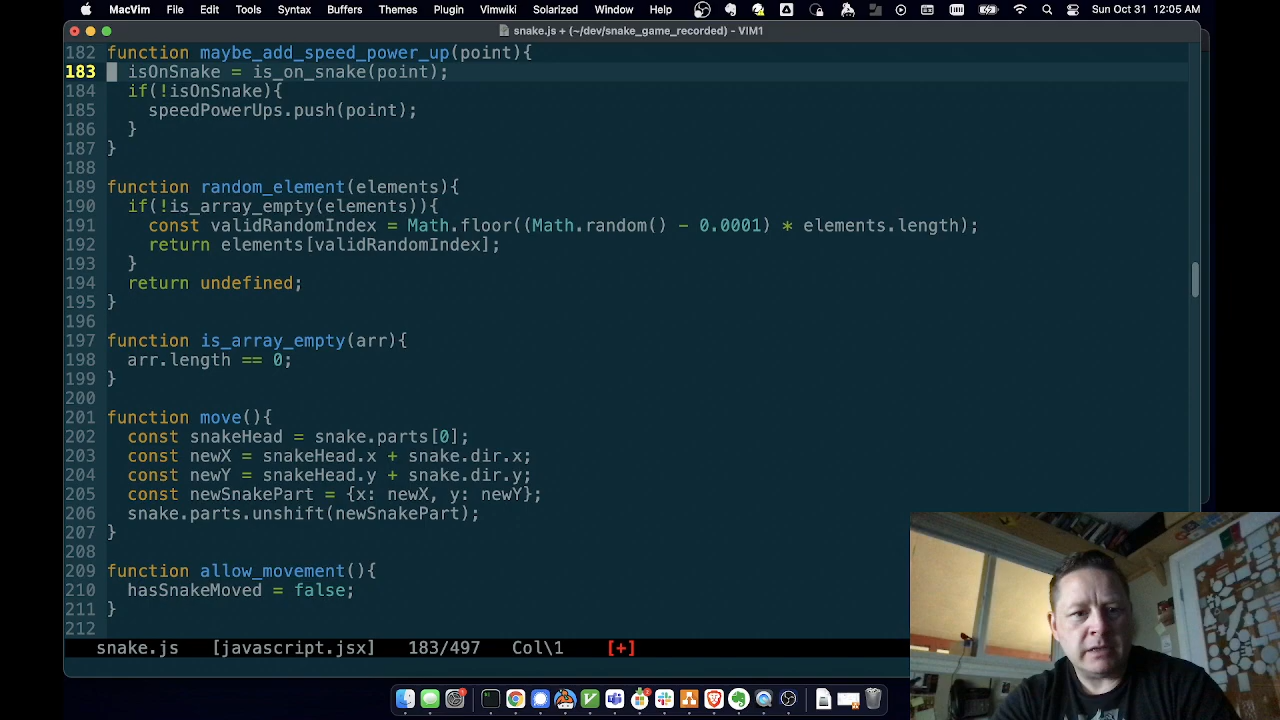 MacVim File Edit Tools Syntax Buffers Themes Plugin Vimwiki Solarized Window Help Sun Oct 31 12:05 AM
snake.js + (~/dev/snake_game_recorded) - VIM1
182 function maybe_add_speed_power_up(point){
183 isOnSnake = is_on_snake(point);
184 if(!isOnSnake){
185 speedPowerUps.push(point);
186 }
187 }
188
189 function random_element(elements){
190 if(!is_array_empty(elements)){
191 const validRandomIndex = Math.floor((Math.random() - 0.0001) * elements.length);
192 return elements[validRandomIndex];
193 }
194 return undefined;
195 }
196
197 function is_array_empty(arr){
198 arr.length == 0;
199 }
200
201 function move(){
202 const snakeHead = snake.parts[0];
203 const newX = snakeHead.x + snake.dir.x;
204 const newY = snakeHead.y + snake.dir.y;
205 const newSnakePart = {x: newX, y: newY};
206 snake.parts.unshift(newSnakePart);
207 }
208
209 function allow_movement(){
210 hasSnakeMoved = false;
211 }
212
snake.js [javascript.jsx] 183/497 Col\1 [+]